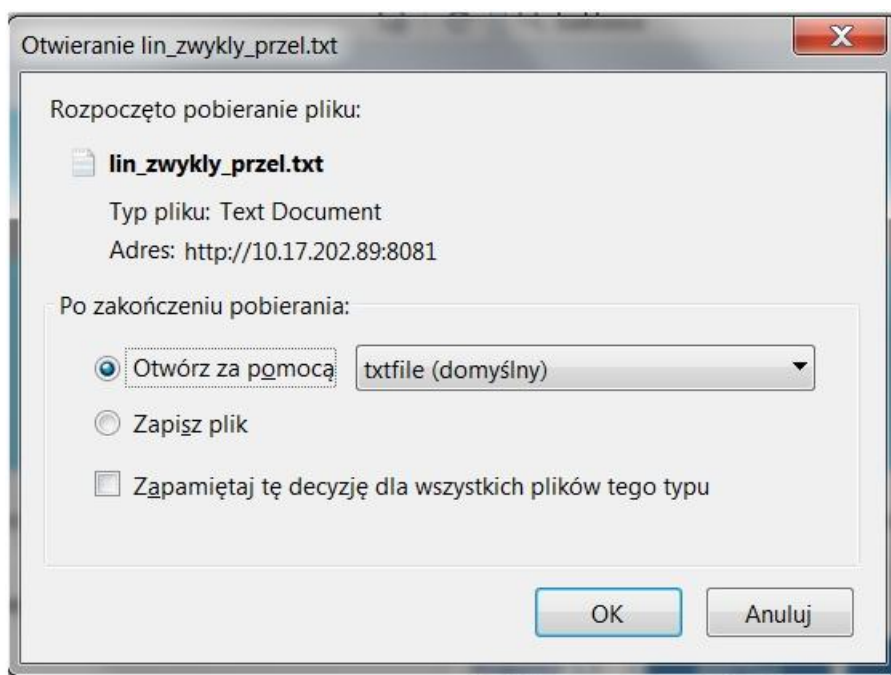 Otwieranie lin_zwykly_przel.txt
Rozpoczęto pobieranie pliku:
lin_zwykly_przel.txt
Typ pliku: Text Document
Adres: http://10.17.202.89:8081
Po zakończeniu pobierania:
Otwórz za pomocą txtfile (domyślny)
Zapisz plik
Zapamiętaj tę decyzję dla wszystkich plików tego typu
OK Anuluj